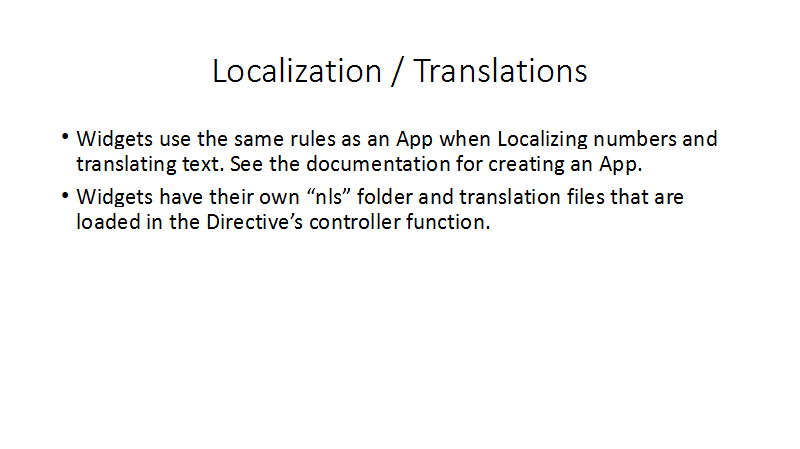 Localization / Translations
• Widgets use the same rules as an App when Localizing numbers and
translating text. See the documentation for creating an App.
• Widgets have their own “nls” folder and translation files that are
loaded in the Directive’s controller function.